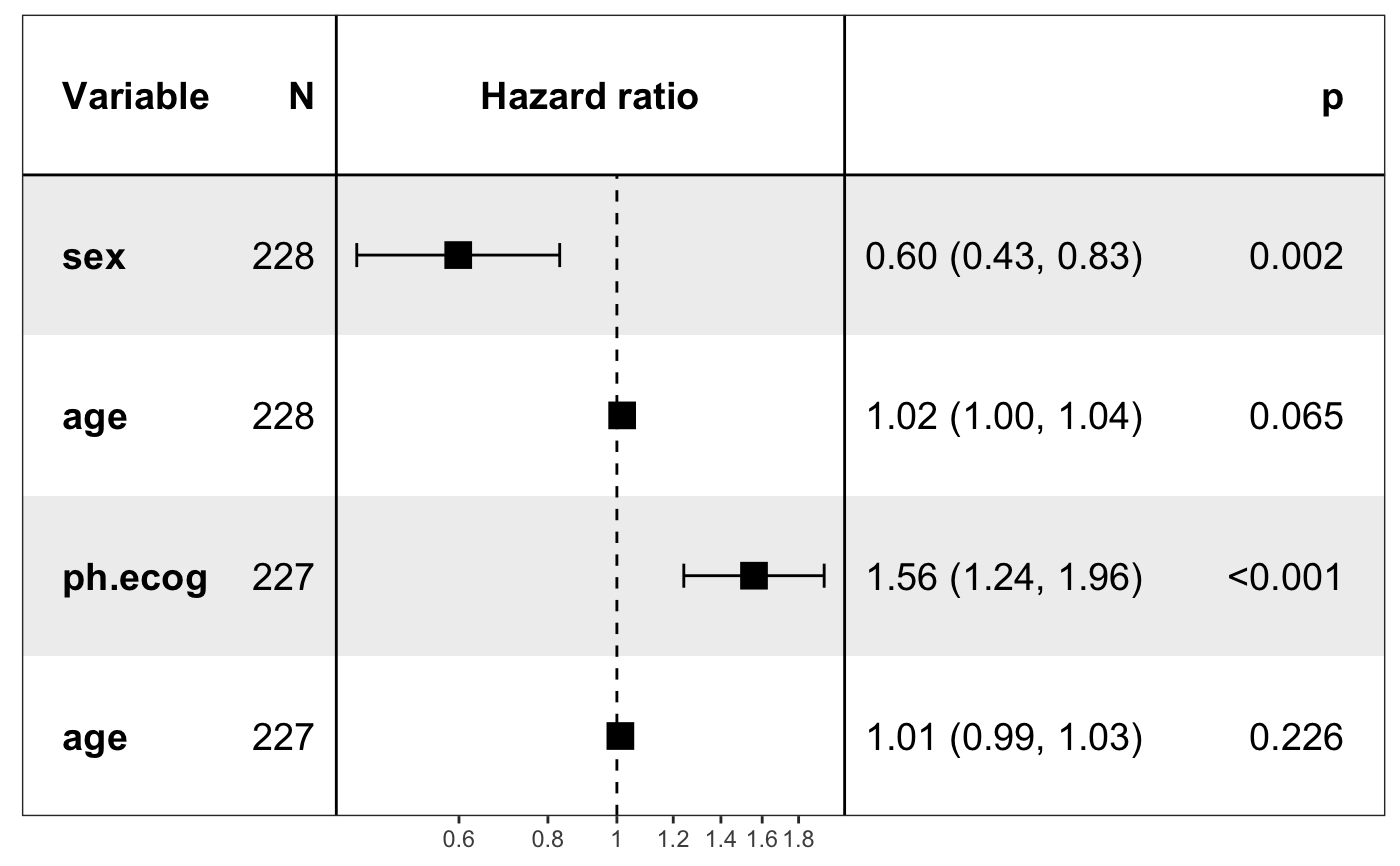 Variable N Hazard ratio p
sex 228 0.60 (0.43, 0.83) 0.002
age 228 1.02 (1.00, 1.04) 0.065
ph.ecog 227 1.56 (1.24, 1.96) <0.001
age 227 1.01 (0.99, 1.03) 0.226
0.6 0.8 1 1.2 1.4 1.6 1.8